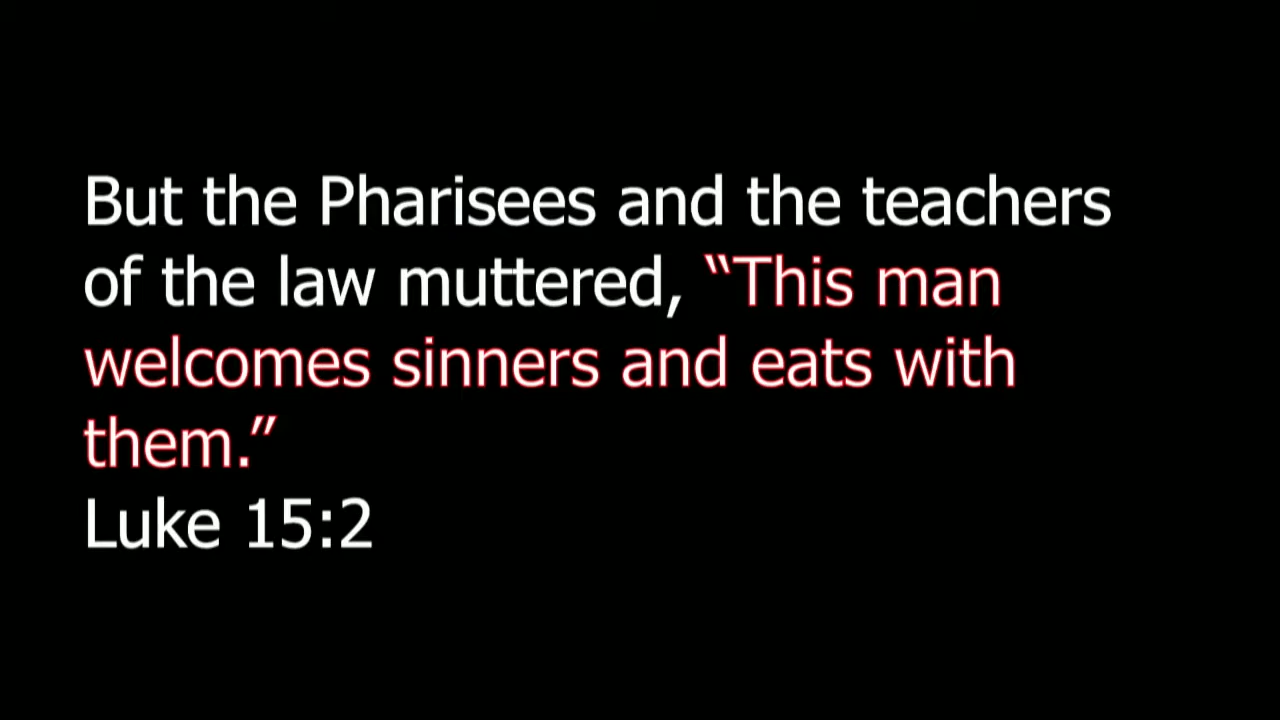 But the Pharisees and the teachers
of the law muttered, “This man
welcomes sinners and eats with
them.”
Luke 15:2